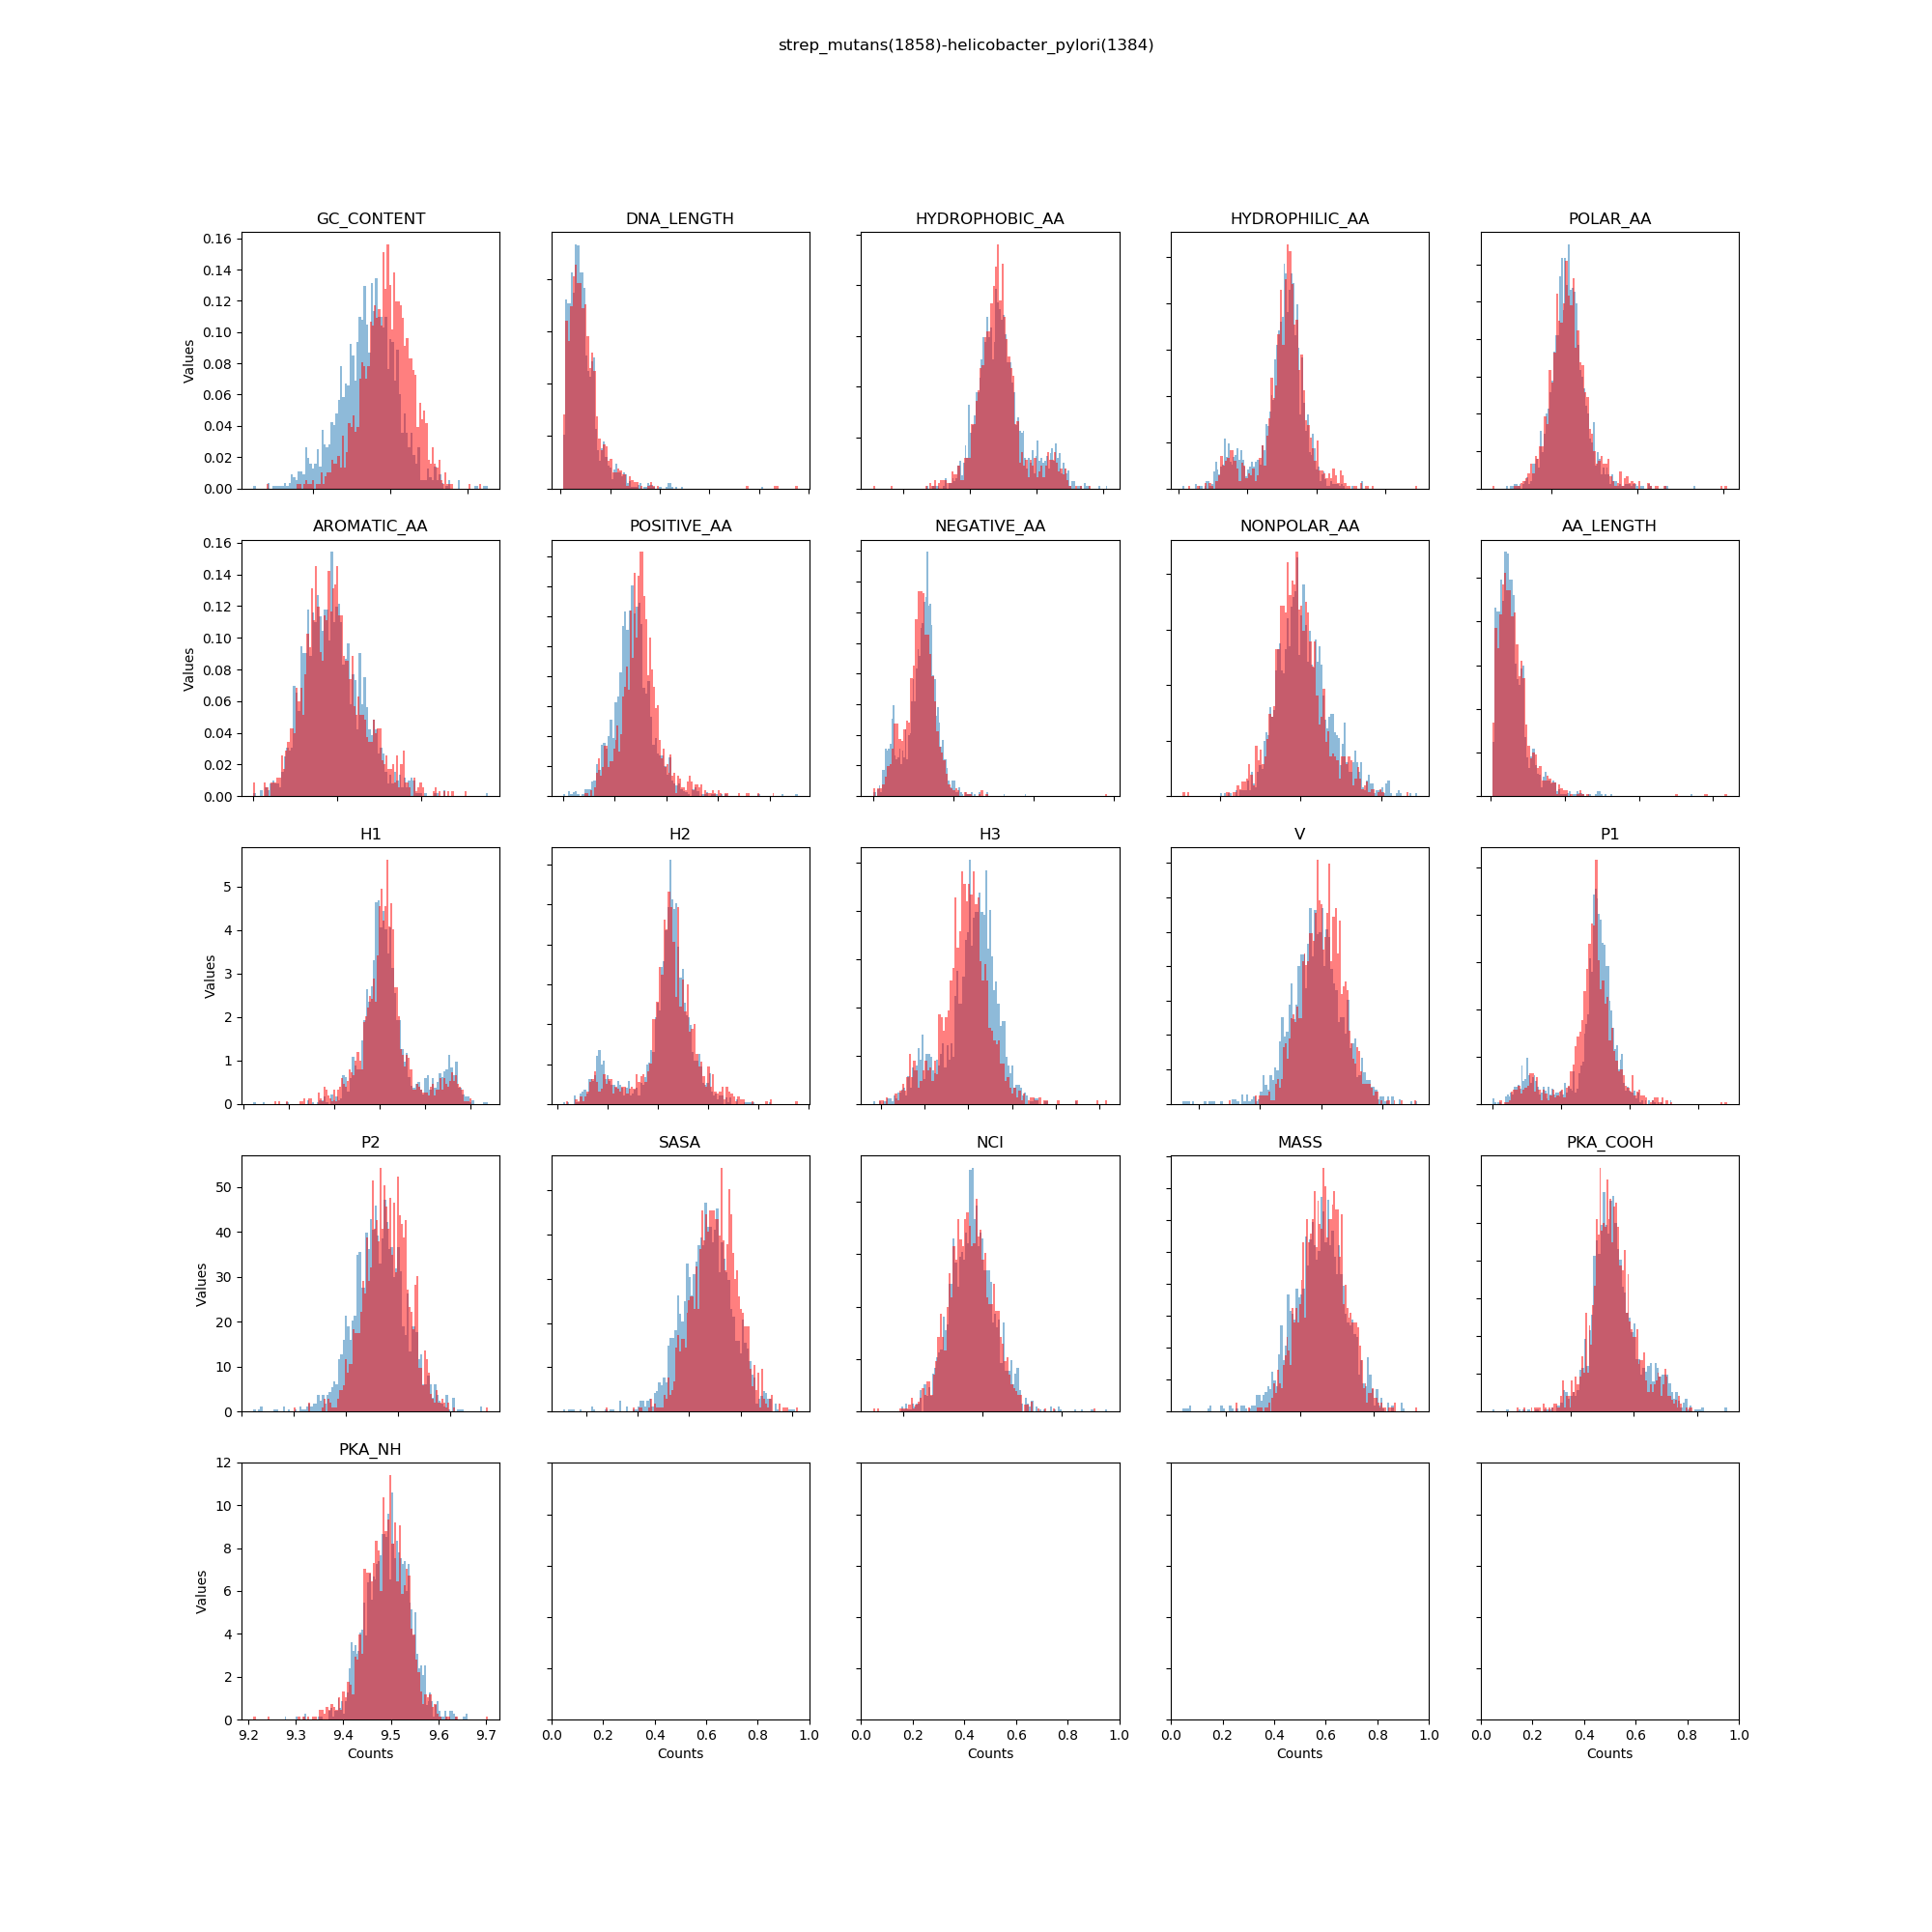 strep_mutans(1858)-helicobacter_pylori(1384)
GC_CONTENT DNA_LENGTH HYDROPHOBIC_AA HYDROPHILIC_AA POLAR_AA
0.16
0.14
0.12
0.10
0.08
0.06
0.04
0.02
0.00
Values
AROMATIC_AA POSITIVE_AA NEGATIVE_AA NONPOLAR_AA AA_LENGTH
0.16
0.14
0.12
0.10
0.08
0.06
0.04
0.02
0.00
Values
H1 H2 H3 V P1
5
4
3
2
1
0
Values
P2 SASA NCI MASS PKA_COOH
50
40
30
20
10
0
Values
PKA_NH
12
10
8
6
4
2
0
Values
9.2 9.3 9.4 9.5 9.6 9.7 0.0 0.2 0.4 0.6 0.8 1.0 0.0 0.2 0.4 0.6 0.8 1.0 0.0 0.2 0.4 0.6 0.8 1.0 0.0 0.2 0.4 0.6 0.8 1.0
Counts Counts Counts Counts Counts